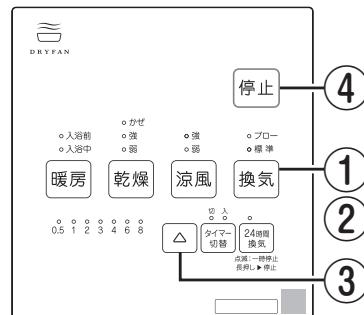 DRYFAN
停止
④
かぜ
入浴前 強 強 ブロー
入浴中 弱 弱 標準
暖房 乾燥 涼風 換気
①
切 入
0.5 1 2 3 4 6 8
②
△ タイマー切替 24時間換気
点滅:一時停止
長押し▶停止
③